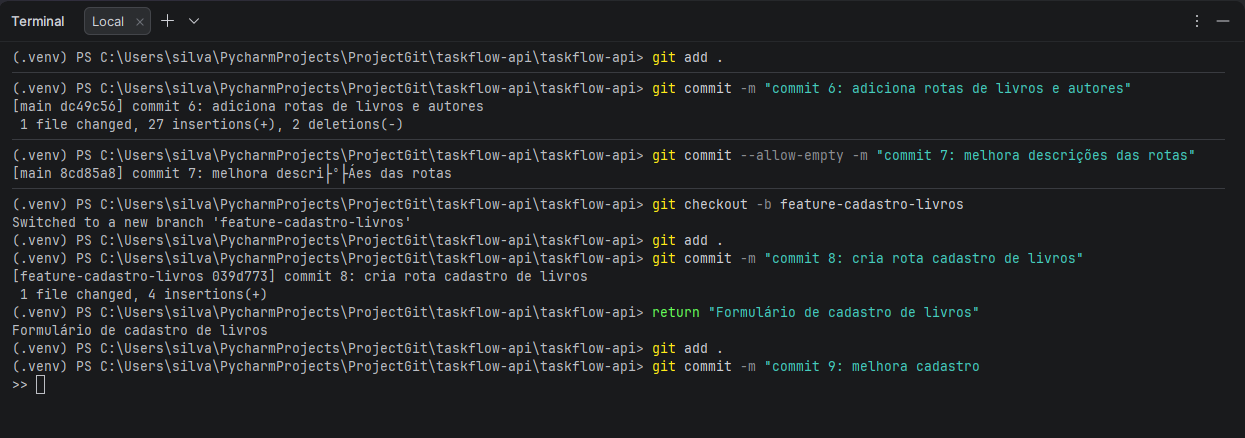 Terminal Local
(.venv) PS C:\Users\silva\PycharmProjects\ProjectGit\taskflow-api\taskflow-api> git add .
(.venv) PS C:\Users\silva\PycharmProjects\ProjectGit\taskflow-api\taskflow-api> git commit -m "commit 6: adiciona rotas de livros e autores"
[main dc49c56] commit 6: adiciona rotas de livros e autores
 1 file changed, 27 insertions(+), 2 deletions(-)
(.venv) PS C:\Users\silva\PycharmProjects\ProjectGit\taskflow-api\taskflow-api> git commit --allow-empty -m "commit 7: melhora descrições das rotas"
[main 8cd85a8] commit 7: melhora descri├º├Áes das rotas
(.venv) PS C:\Users\silva\PycharmProjects\ProjectGit\taskflow-api\taskflow-api> git checkout -b feature-cadastro-livros
Switched to a new branch 'feature-cadastro-livros'
(.venv) PS C:\Users\silva\PycharmProjects\ProjectGit\taskflow-api\taskflow-api> git add .
(.venv) PS C:\Users\silva\PycharmProjects\ProjectGit\taskflow-api\taskflow-api> git commit -m "commit 8: cria rota cadastro de livros"
[feature-cadastro-livros 039d773] commit 8: cria rota cadastro de livros
 1 file changed, 4 insertions(+)
(.venv) PS C:\Users\silva\PycharmProjects\ProjectGit\taskflow-api\taskflow-api> return "Formulário de cadastro de livros"
Formulário de cadastro de livros
(.venv) PS C:\Users\silva\PycharmProjects\ProjectGit\taskflow-api\taskflow-api> git add .
(.venv) PS C:\Users\silva\PycharmProjects\ProjectGit\taskflow-api\taskflow-api> git commit -m "commit 9: melhora cadastro
>>